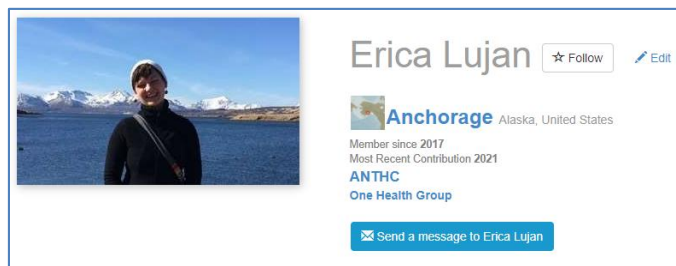 Erica Lujan Follow Edit
Anchorage Alaska, United States
Member since 2017
Most Recent Contribution 2021
ANTHC
One Health Group
Send a message to Erica Lujan